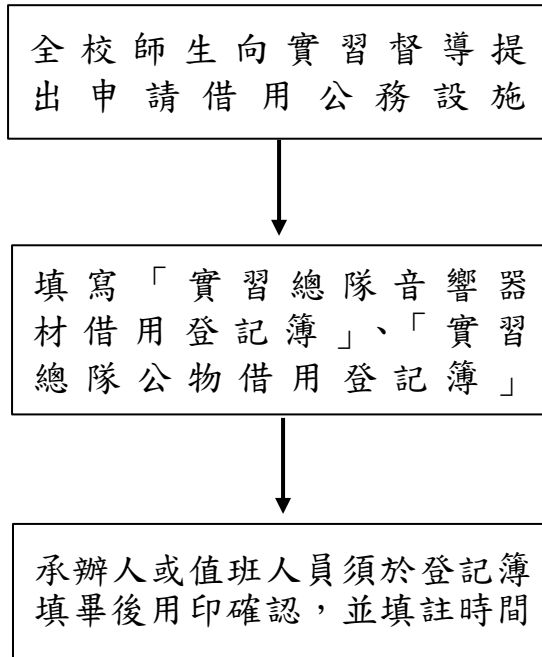 全校師生向實習督導提
出申請借用公務設施
填寫「實習總隊音響器
材借用登記簿」、「實習
總隊公物借用登記簿」
承辦人或值班人員須於登記簿
填畢後用印確認，並填註時間